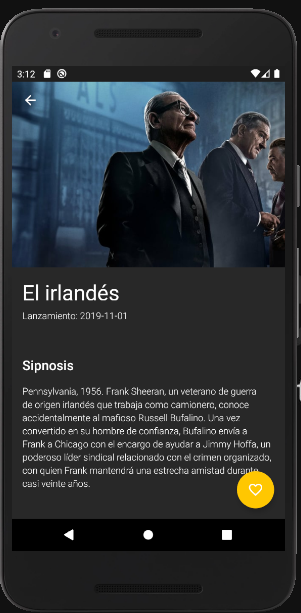 3:12
El irlandés
Lanzamiento: 2019-11-01
Sipnosis
Pennsylvania, 1956. Frank Sheeran, un veterano de guerra
de origen irlandés que trabaja como camionero, conoce
accidentalmente al mafioso Russell Bufalino. Una vez
convertido en su hombre de confianza, Bufalino envía a
Frank a Chicago con el encargo de ayudar a Jimmy Hoffa, un
poderoso líder sindical relacionado con el crimen organizado,
con quien Frank mantendrá una estrecha amistad durante
casi veinte años.